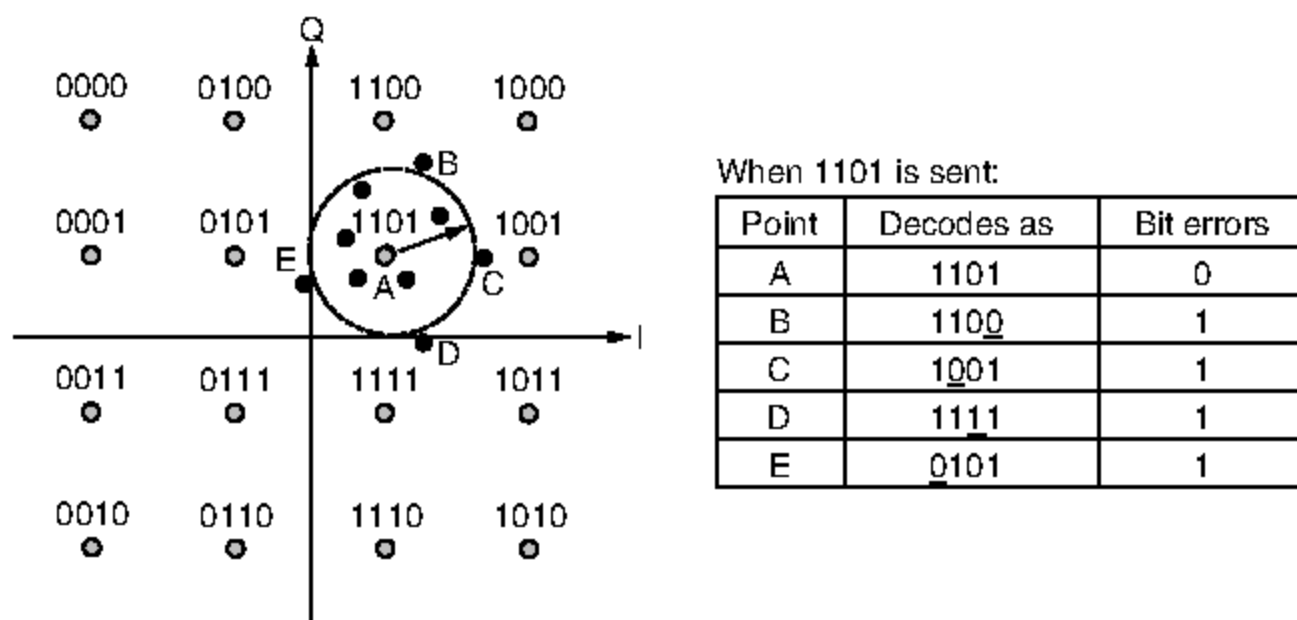 Q
0000 0100 1100 1000
B
0001 0101 1101 1001
E
A C
D
I
0011 0111 1111 1011
0010 0110 1110 1010
When 1101 is sent:
Point Decodes as Bit errors
A 1101 0
B 1100 1
C 1001 1
D 1111 1
E 0101 1